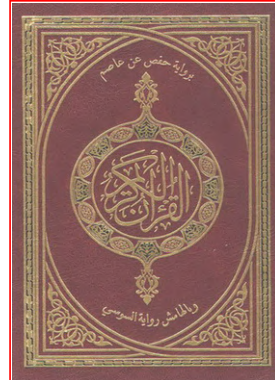 برواية حفص عن عاصم
القرآن الكريم
وبالهامش رواية السوسي